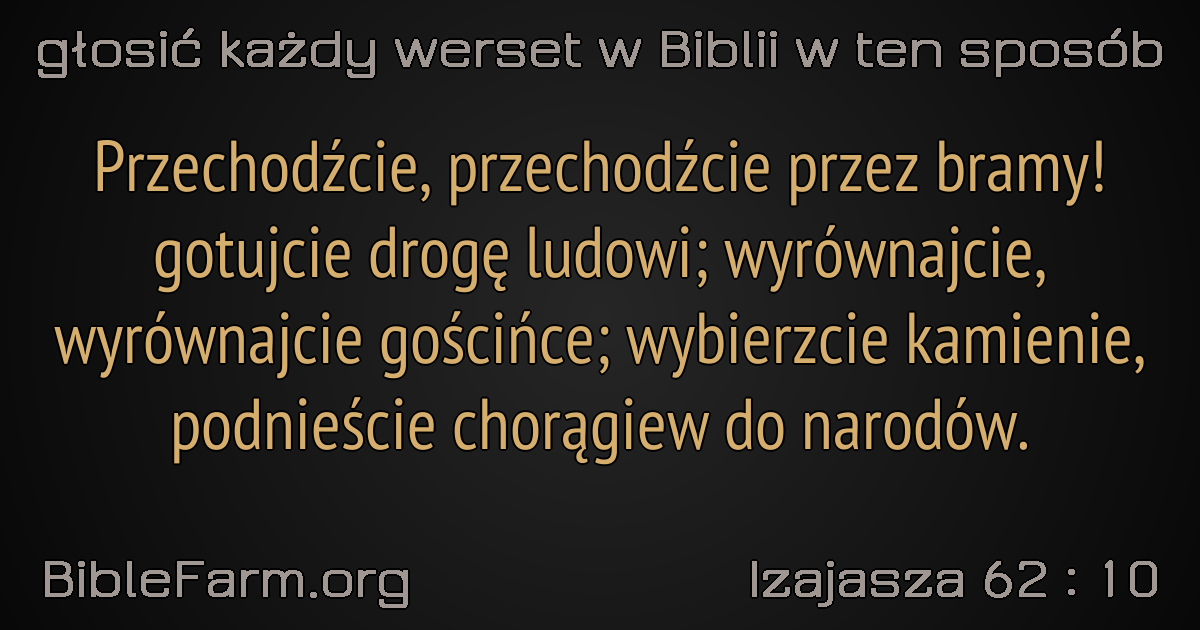 głosić każdy werset w Biblii w ten sposób
Przechodźcie, przechodźcie przez bramy!
gotujcie drogę ludowi; wyrównajcie,
wyrównajcie gościńce; wybierzcie kamienie,
podnieście chorągiew do narodów.
BibleFarm.org
Izajasza 62 : 10